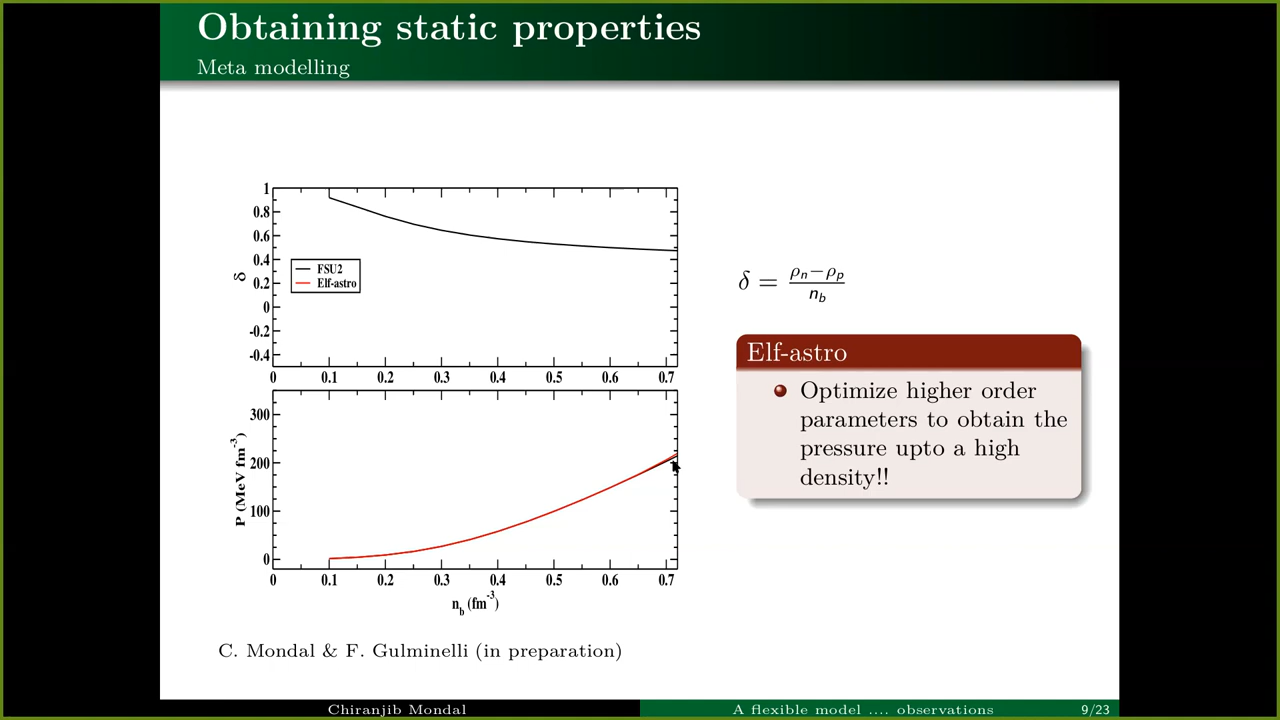 Obtaining static properties
Meta modelling
1
0.8
0.6
0.4
0.2
0
-0.2
-0.4
δ
FSU2
Elf-astro
0 0.1 0.2 0.3 0.4 0.5 0.6 0.7
300
200
100
0
P (MeV fm-3)
0 0.1 0.2 0.3 0.4 0.5 0.6 0.7
nb (fm-3)
δ = ρn−ρp / nb
Elf-astro
Optimize higher order
parameters to obtain the
pressure upto a high
density!!
C. Mondal & F. Gulminelli (in preparation)
Chiranjib Mondal A flexible model .... observations 9/23